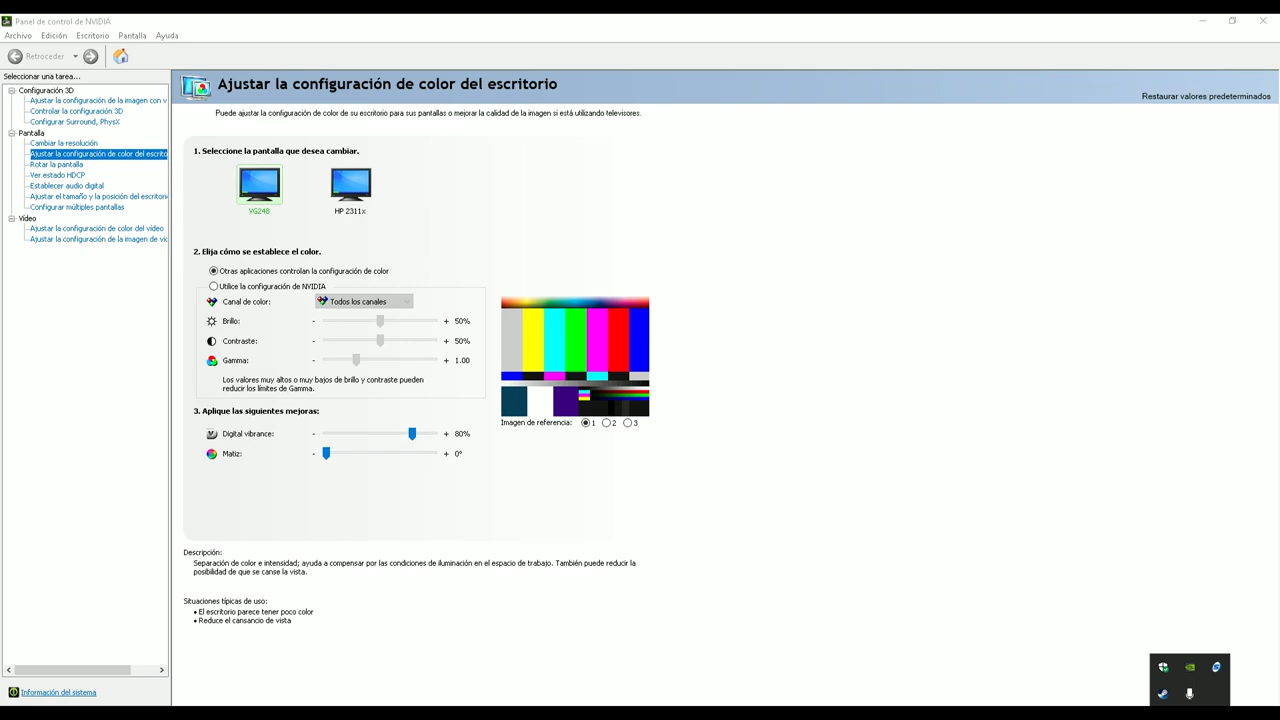 Panel de control de NVIDIA
Archivo Edición Escritorio Pantalla Ayuda
Retroceder
Seleccionar una tarea...
Configuración 3D
Ajustar la configuración de la imagen con v
Controlar la configuración 3D
Configurar Surround, PhysX
Pantalla
Cambiar la resolución
Ajustar la configuración de color del escrito
Rotar la pantalla
Ver estado HDCP
Establecer audio digital
Ajustar el tamaño y la posición del escritori
Configurar múltiples pantallas
Vídeo
Ajustar la configuración de color del vídeo
Ajustar la configuración de la imagen de víc
Información del sistema
Ajustar la configuración de color del escritorio
Restaurar valores predeterminados
Puede ajustar la configuración de color de su escritorio para sus pantallas o mejorar la calidad de la imagen si está utilizando televisores.
1. Seleccione la pantalla que desea cambiar.
VG248 HP 2311x
2. Elija cómo se establece el color.
Otras aplicaciones controlan la configuración de color
Utilice la configuración de NVIDIA
Canal de color: Todos los canales
Brillo: - + 50%
Contraste: - + 50%
Gamma: - + 1.00
Los valores muy altos o muy bajos de brillo y contraste pueden
reducir los límites de Gamma.
3. Aplique las siguientes mejoras:
Digital vibrance: - + 80%
Matiz: - + 0°
Imagen de referencia: 1 2 3
Descripción:
Separación de color e intensidad; ayuda a compensar por las condiciones de iluminación en el espacio de trabajo. También puede reducir la
posibilidad de que se canse la vista.
Situaciones típicas de uso:
• El escritorio parece tener poco color
• Reduce el cansancio de vista